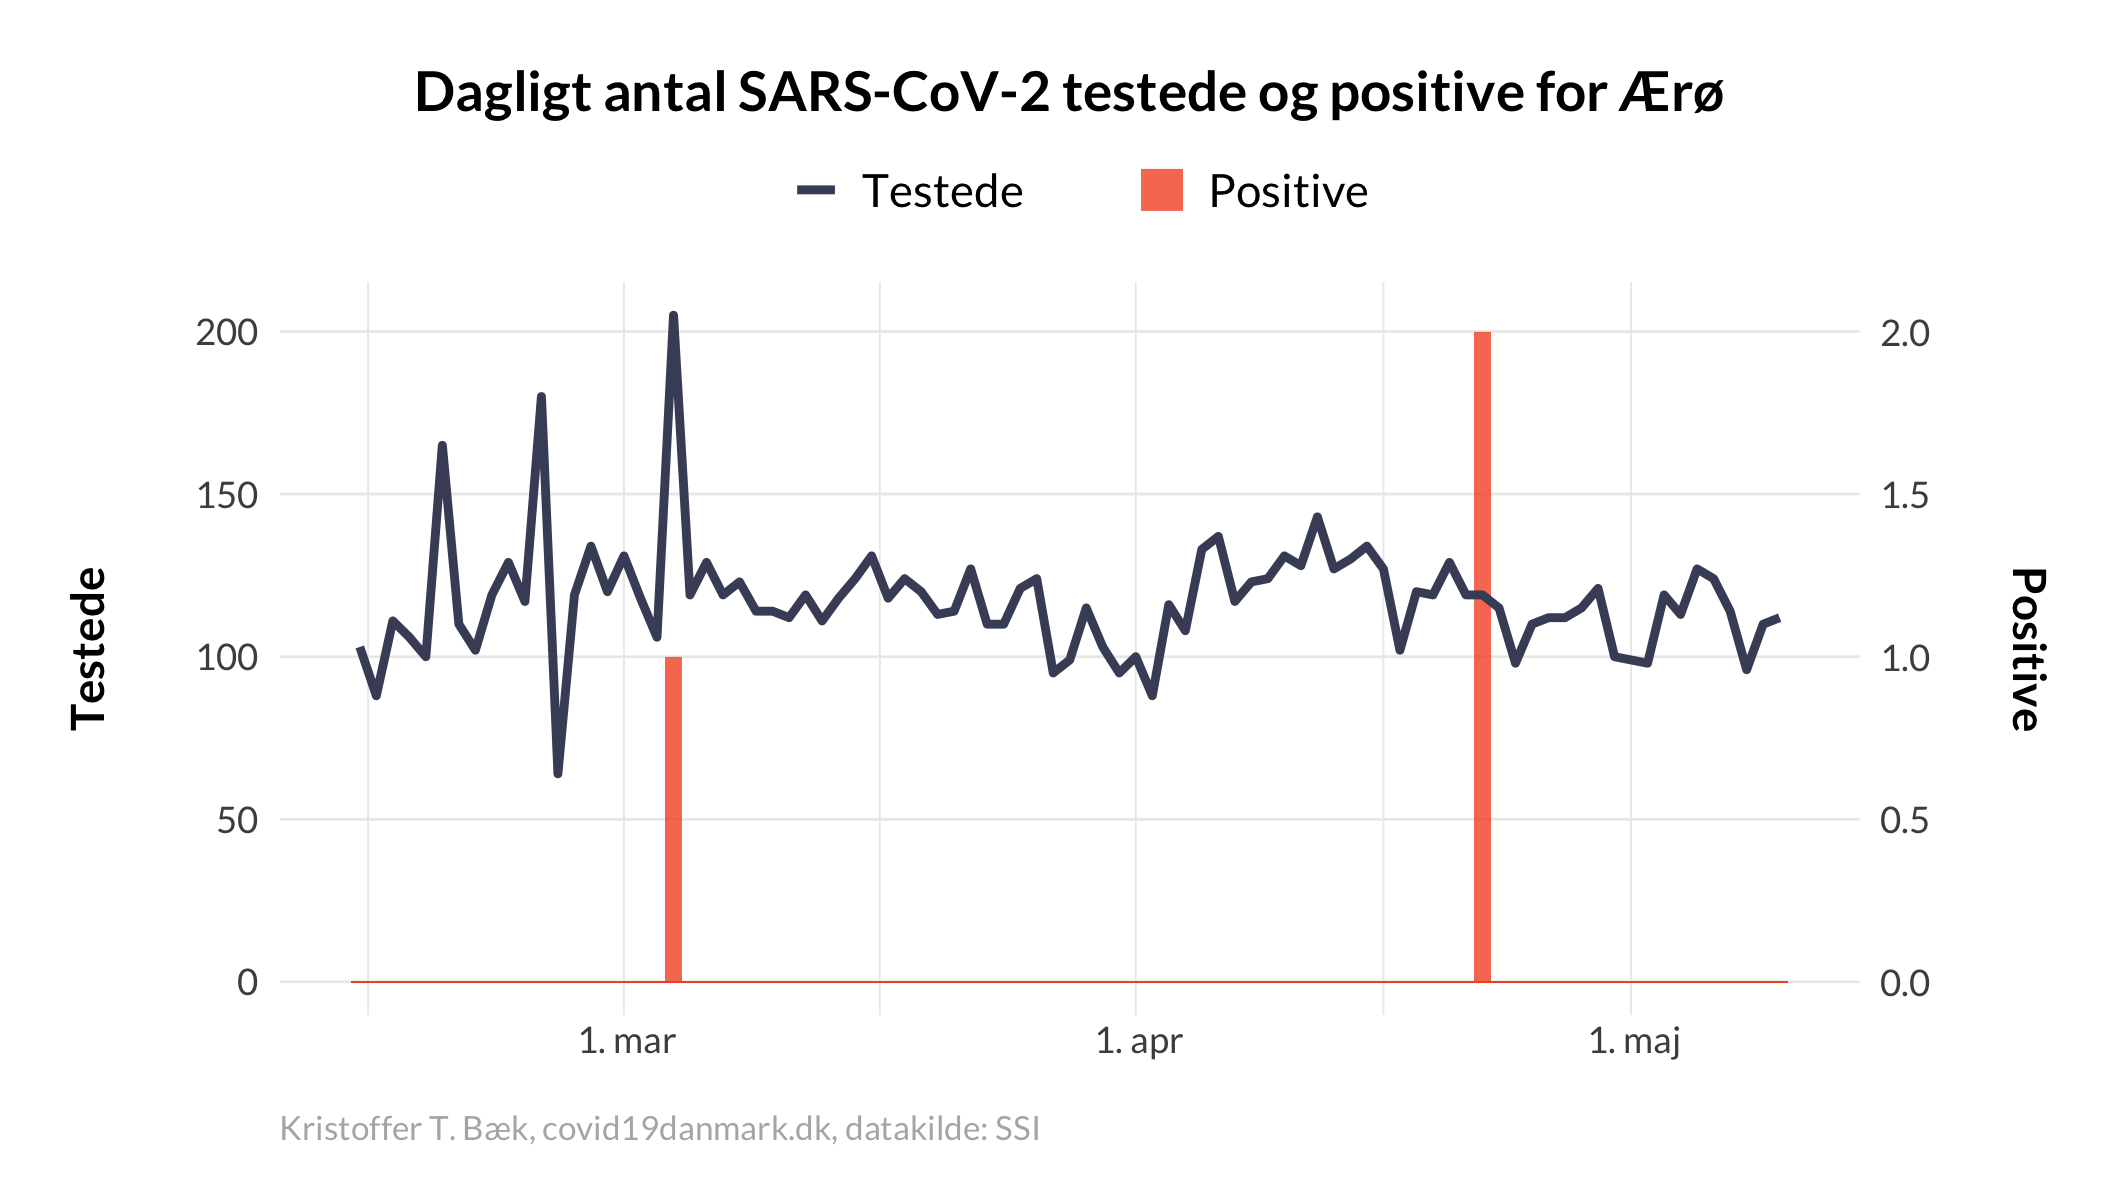 Dagligt antal SARS-CoV-2 testede og positive for Ærø
Testede
Positive
200
150
100
50
0
2.0
1.5
1.0
0.5
0.0
Testede
Positive
1. mar
1. apr
1. maj
Kristoffer T. Bæk, covid19danmark.dk, datakilde: SSI